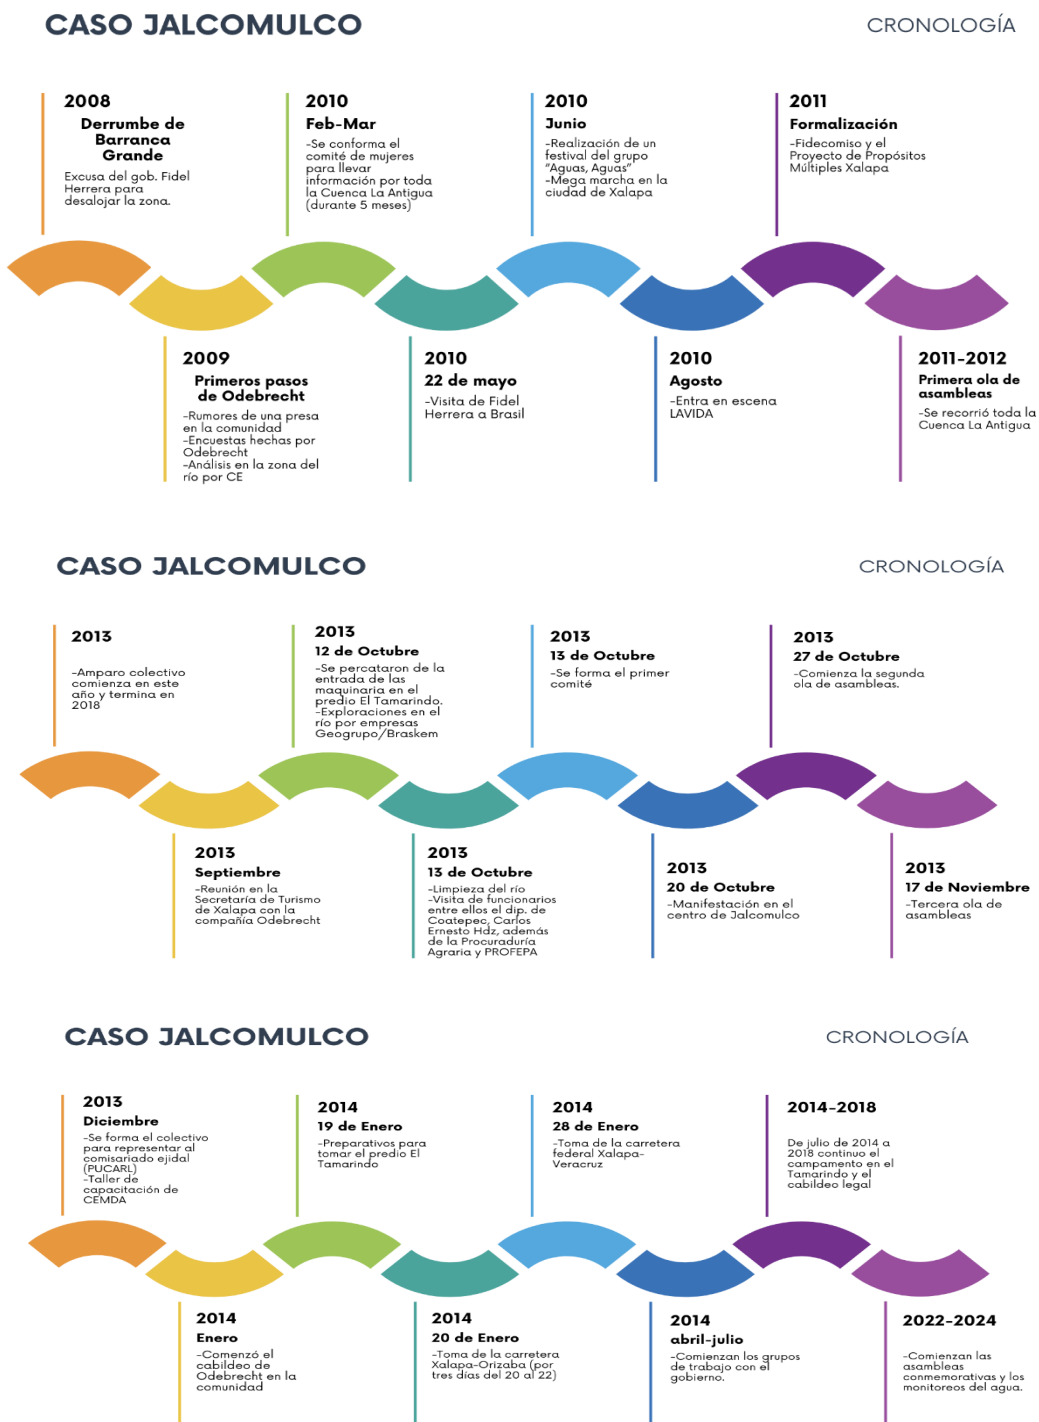 CASO JALCOMULCO
CRONOLOGÍA
2008
Derrumbe de
Barranca
Grande
Excusa del gob. Fidel
Herrera para
desalojar la zona.
2010
Feb-Mar
-Se conforma el
comité de mujeres
para llevar
información por toda
la Cuenca La Antigua
(durante 5 meses)
2010
Junio
-Realización de un
festival del grupo
"Aguas, Aguas"
-Mega marcha en la
ciudad de Xalapa
2011
Formalización
-Fidecomiso y el
Proyecto de Propósitos
Múltiples Xalapa
2009
Primeros pasos
de Odebrecht
-Rumores de una presa
en la comunidad
-Encuestas hechas por
Odebrecht
-Análisis en la zona del
río por CE
2010
22 de mayo
-Visita de Fidel
Herrera a Brasil
2010
Agosto
-Entra en escena
LAVIDA
2011-2012
Primera ola de
asambleas
-Se recorrió toda la
Cuenca La Antigua
CASO JALCOMULCO
CRONOLOGÍA
2013
-Amparo colectivo
comienza en este
año y termina en
2018
2013
12 de Octubre
-Se percataron de la
entrada de las
maquinaria en el
predio El Tamarindo.
-Exploraciones en el
río por empresas
Geogrupo/Braskem
2013
13 de Octubre
-Se forma el primer
comité
2013
27 de Octubre
-Comienza la segunda
ola de asambleas.
2013
Septiembre
-Reunión en la
Secretaría de Turismo
de Xalapa con la
compañía Odebrecht
2013
13 de Octubre
-Limpieza del río
-Visita de funcionarios
entre ellos el dip. de
Coatepec, Carlos
Ernesto Hdz, además
de la Procuraduría
Agraria y PROFEPA
2013
20 de Octubre
-Manifestación en el
centro de Jalcomulco
2013
17 de Noviembre
-Tercera ola de
asambleas
CASO JALCOMULCO
CRONOLOGÍA
2013
Diciembre
-Se forma el colectivo
para representar al
comisariado ejidal
(PUCARL)
-Taller de
capacitación de
CEMDA
2014
19 de Enero
-Preparativos para
tomar el predio El
Tamarindo
2014
28 de Enero
-Toma de la carretera
federal Xalapa-
Veracruz
2014-2018
De julio de 2014 a
2018 continuo el
campamento en el
Tamarindo y el
cabildeo legal
2014
Enero
-Comenzó el
cabildeo de
Odebrecht en la
comunidad
2014
20 de Enero
-Toma de la carretera
Xalapa-Orizaba (por
tres días del 20 al 22)
2014
abril-julio
-Comienzan los grupos
de trabajo con el
gobierno.
2022-2024
-Comienzan las
asambleas
conmemorativas y los
monitoreos del agua.